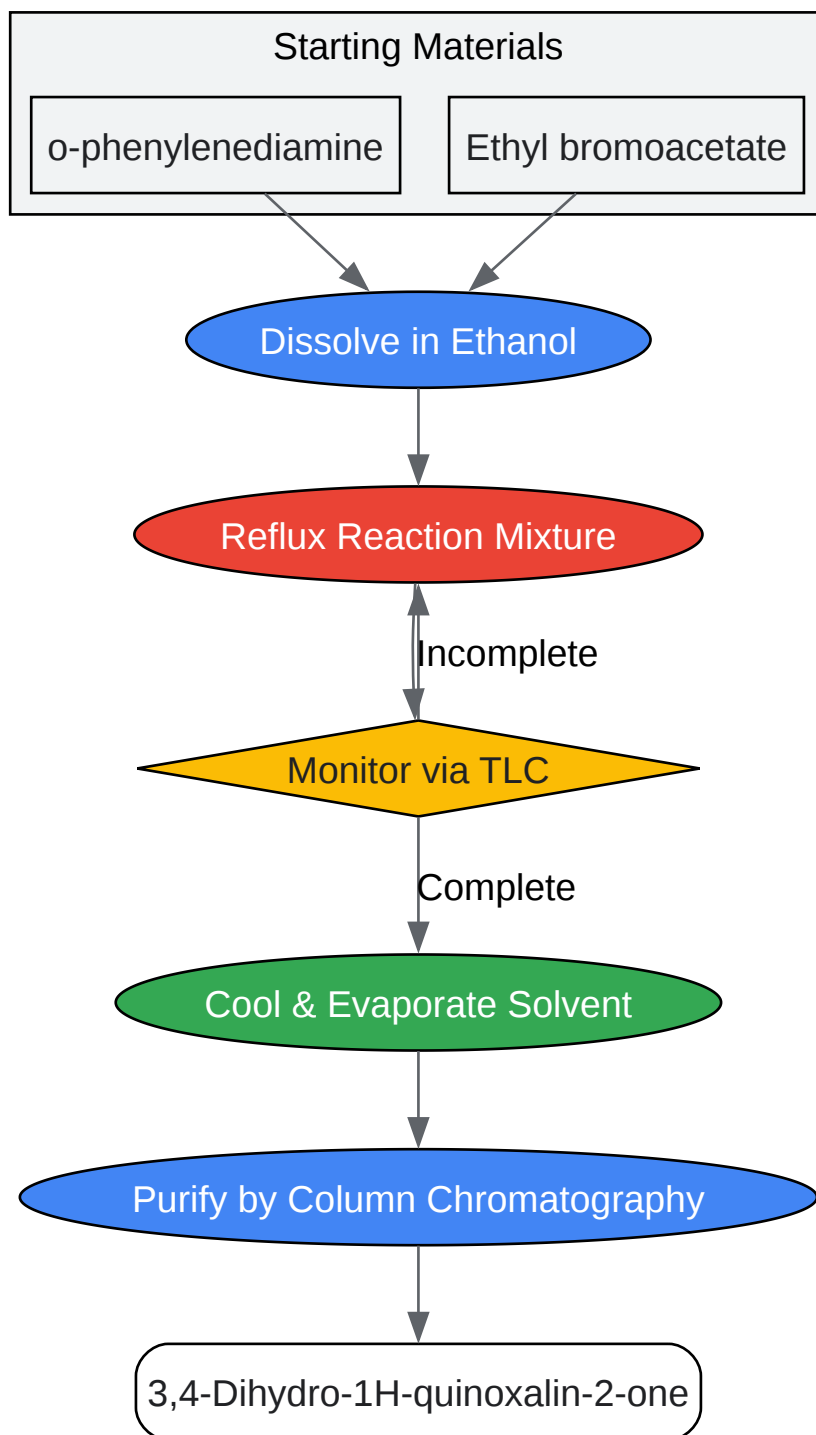 Starting Materials
o-phenylenediamine
Ethyl bromoacetate
Dissolve in Ethanol
Reflux Reaction Mixture
Incomplete
Monitor via TLC
Complete
Cool & Evaporate Solvent
Purify by Column Chromatography
3,4-Dihydro-1H-quinoxalin-2-one